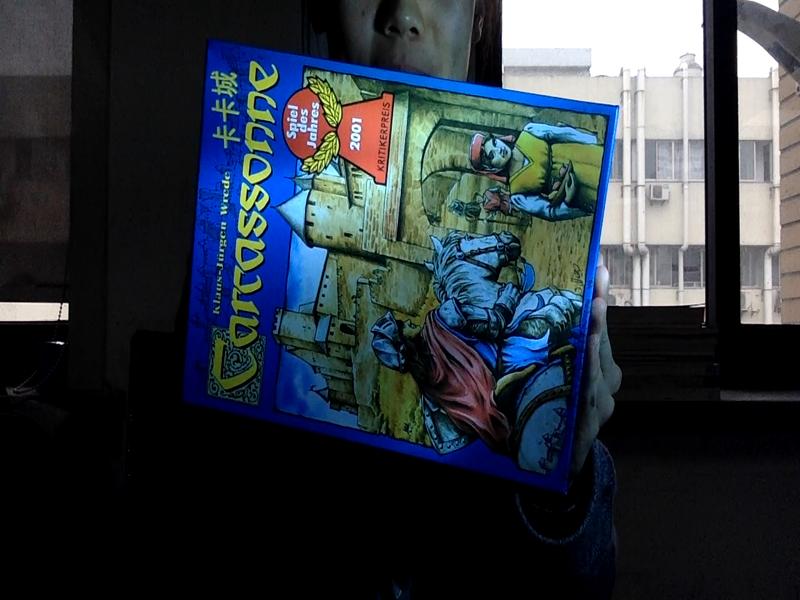 Klaus-Jürgen Wrede
卡卡城
Carcassonne
Spiel
des
Jahres
2001
KRITIKERPREIS